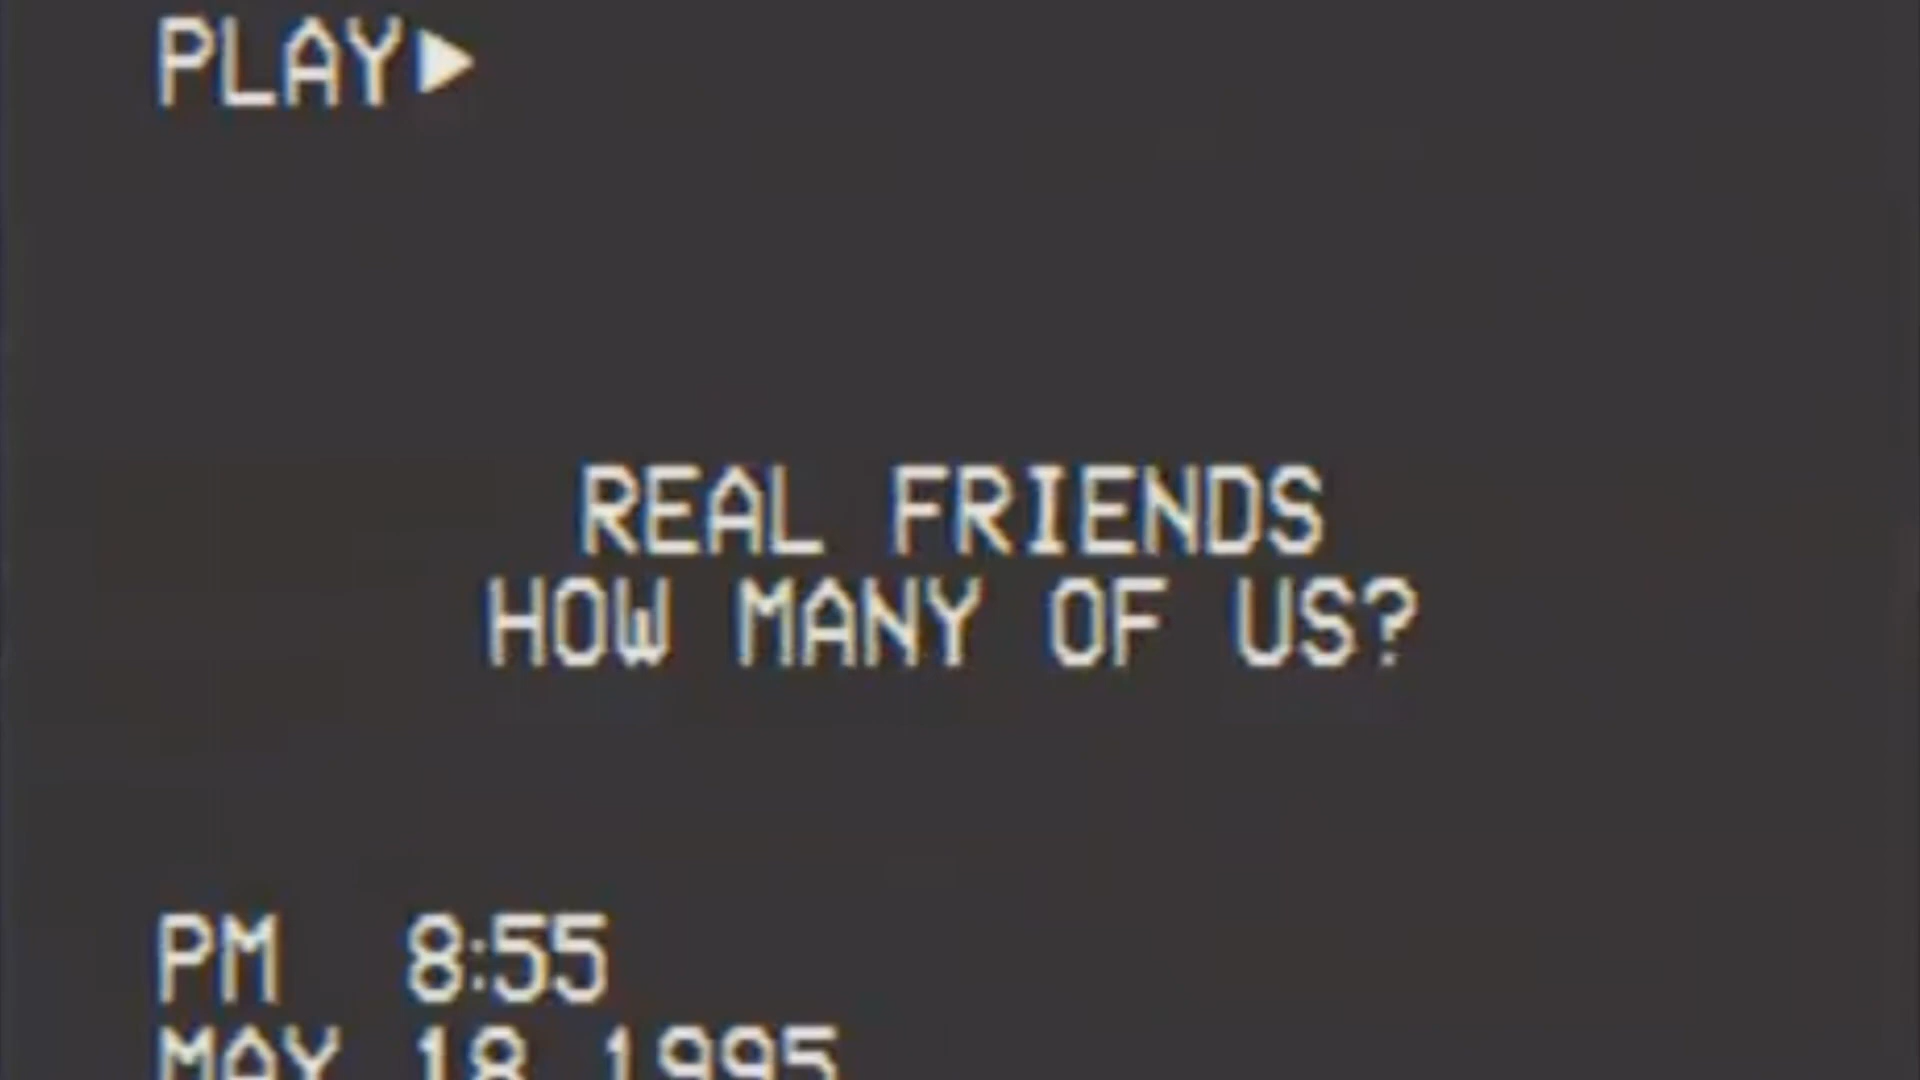 PLAY▶
REAL FRIENDS
HOW MANY OF US?
PM 8:55
MAY 18 1995